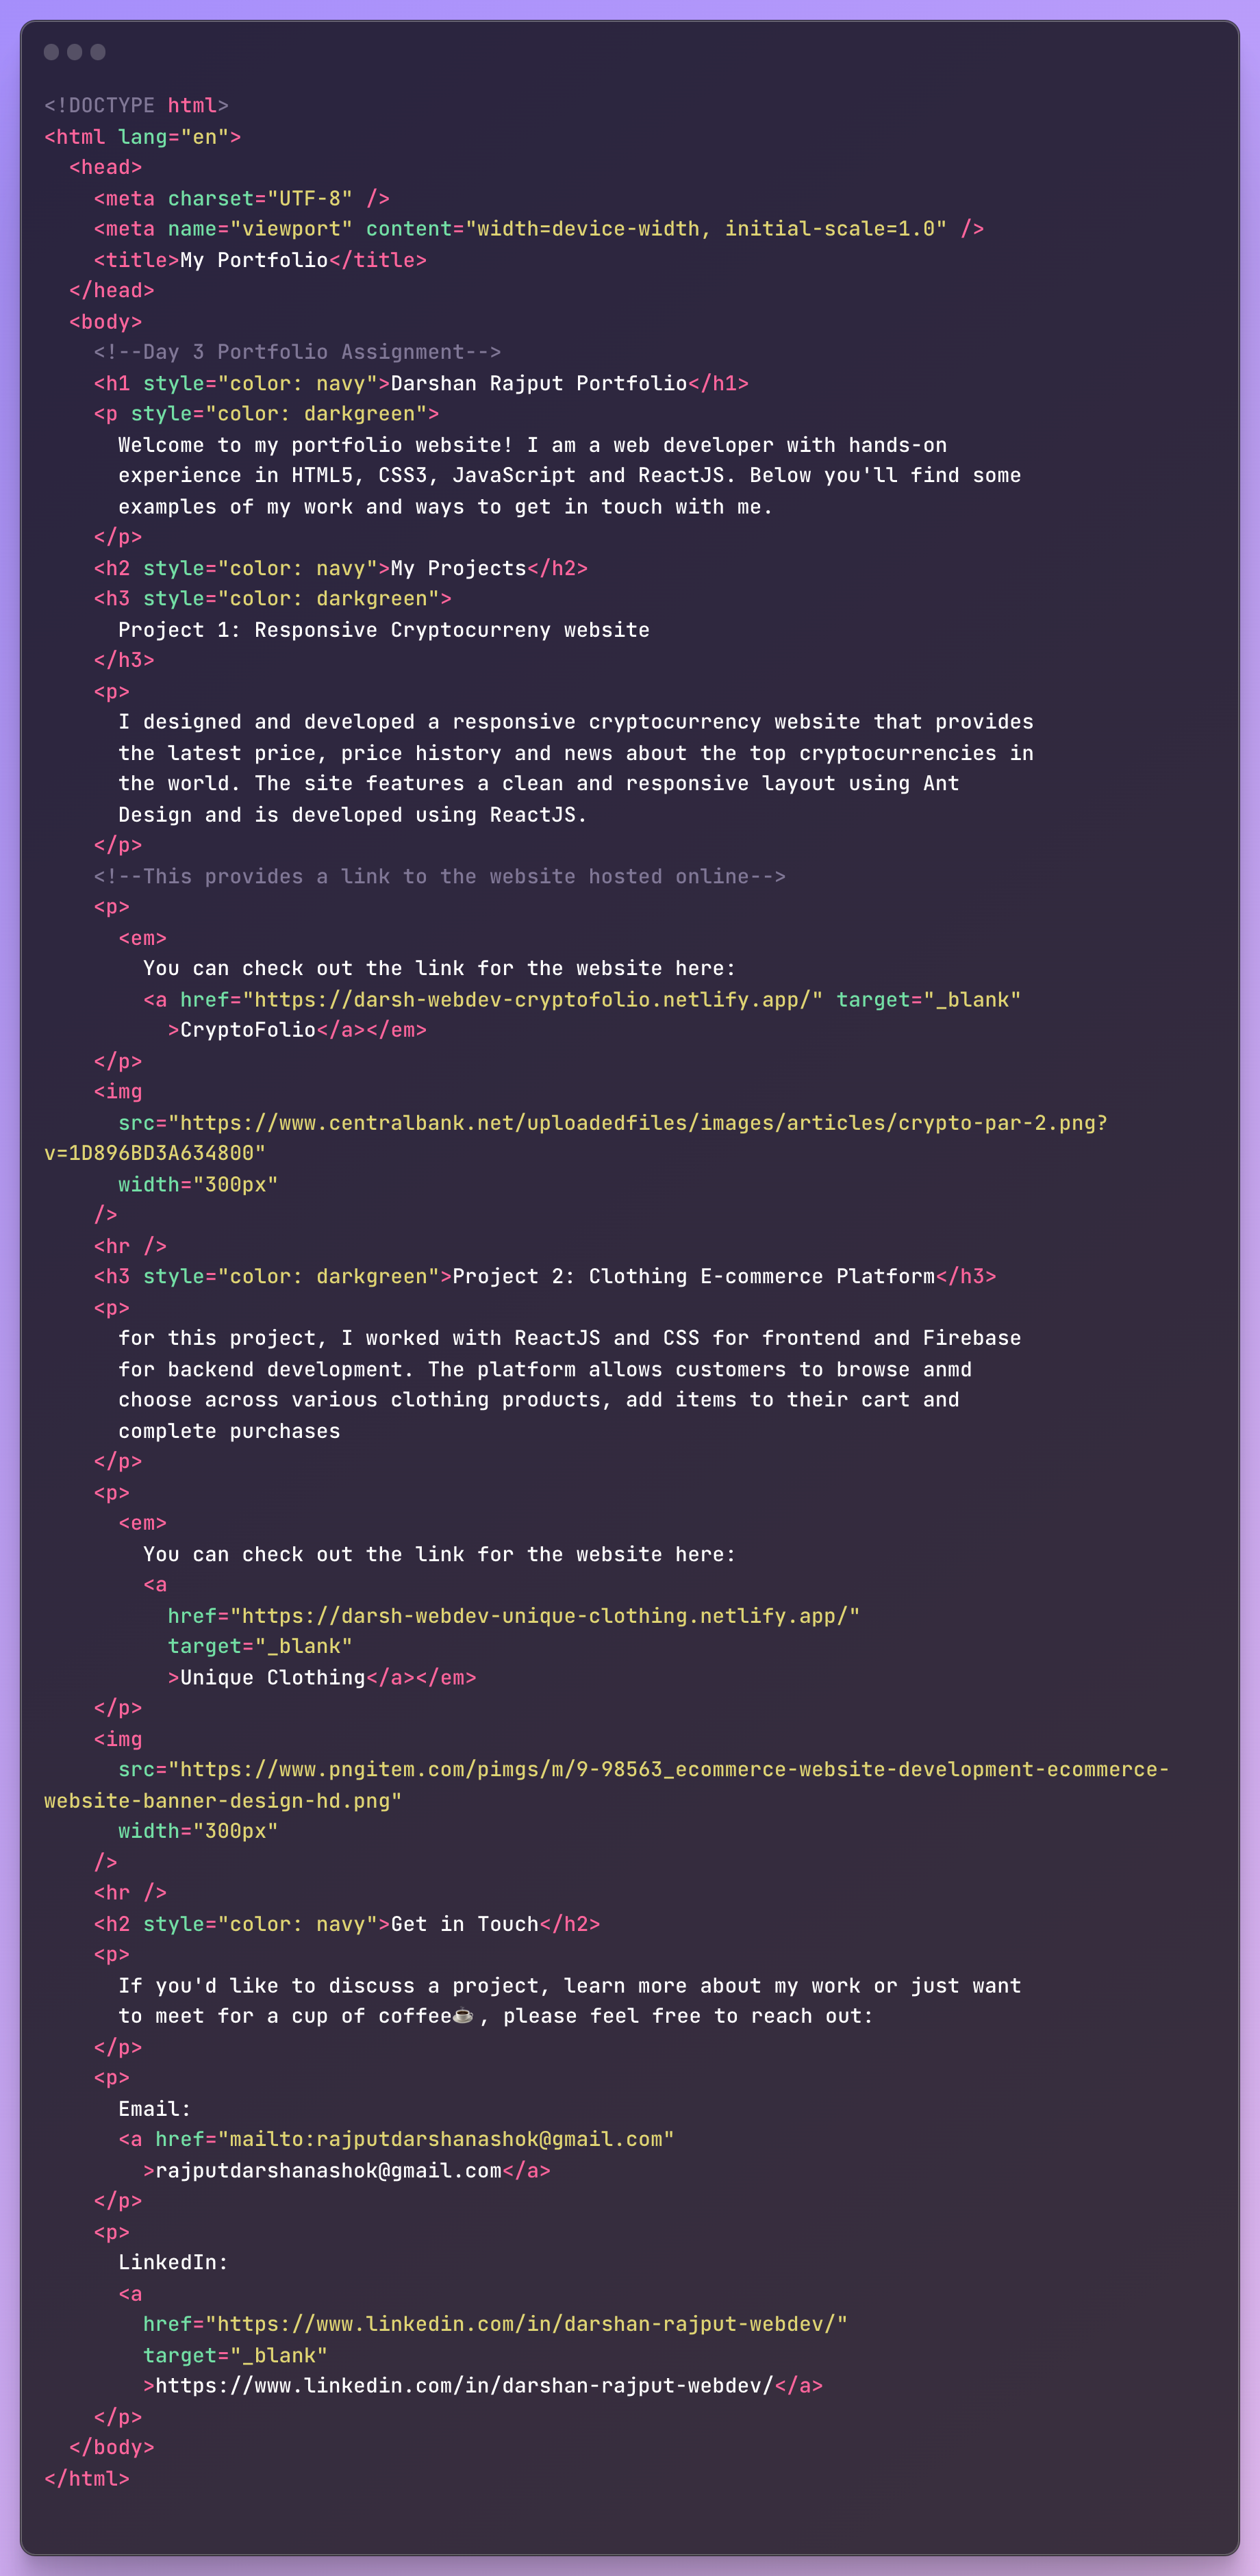 <!DOCTYPE html>
<html lang="en">
  <head>
    <meta charset="UTF-8" />
    <meta name="viewport" content="width=device-width, initial-scale=1.0" />
    <title>My Portfolio</title>
  </head>
  <body>
    <!--Day 3 Portfolio Assignment-->
    <h1 style="color: navy">Darshan Rajput Portfolio</h1>
    <p style="color: darkgreen">
      Welcome to my portfolio website! I am a web developer with hands-on
      experience in HTML5, CSS3, JavaScript and ReactJS. Below you'll find some
      examples of my work and ways to get in touch with me.
    </p>
    <h2 style="color: navy">My Projects</h2>
    <h3 style="color: darkgreen">
      Project 1: Responsive Cryptocurreny website
    </h3>
    <p>
      I designed and developed a responsive cryptocurrency website that provides
      the latest price, price history and news about the top cryptocurrencies in
      the world. The site features a clean and responsive layout using Ant
      Design and is developed using ReactJS.
    </p>
    <!--This provides a link to the website hosted online-->
    <p>
      <em>
        You can check out the link for the website here:
        <a href="https://darsh-webdev-cryptofolio.netlify.app/" target="_blank"
          >CryptoFolio</a></em>
    </p>
    <img
      src="https://www.centralbank.net/uploadedfiles/images/articles/crypto-par-2.png?
v=1D896BD3A634800"
      width="300px"
    />
    <hr />
    <h3 style="color: darkgreen">Project 2: Clothing E-commerce Platform</h3>
    <p>
      for this project, I worked with ReactJS and CSS for frontend and Firebase
      for backend development. The platform allows customers to browse anmd
      choose across various clothing products, add items to their cart and
      complete purchases
    </p>
    <p>
      <em>
        You can check out the link for the website here:
        <a
          href="https://darsh-webdev-unique-clothing.netlify.app/"
          target="_blank"
          >Unique Clothing</a></em>
    </p>
    <img
      src="https://www.pngitem.com/pimgs/m/9-98563_ecommerce-website-development-ecommerce-
website-banner-design-hd.png"
      width="300px"
    />
    <hr />
    <h2 style="color: navy">Get in Touch</h2>
    <p>
      If you'd like to discuss a project, learn more about my work or just want
      to meet for a cup of coffee☕, please feel free to reach out:
    </p>
    <p>
      Email:
      <a href="mailto:rajputdarshanashok@gmail.com"
        >rajputdarshanashok@gmail.com</a>
    </p>
    <p>
      LinkedIn:
      <a
        href="https://www.linkedin.com/in/darshan-rajput-webdev/"
        target="_blank"
        >https://www.linkedin.com/in/darshan-rajput-webdev/</a>
    </p>
  </body>
</html>